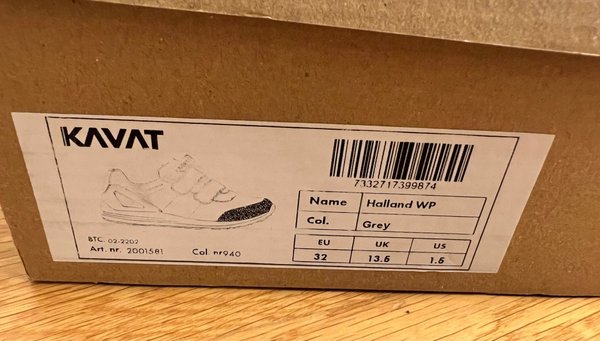 KAVAT
7332717399874
Name Halland WP
Col. Grey
EU UK US
32 13.5 1.5
BTC. 02-2202
Art. nr. 2001581 Col. nr940